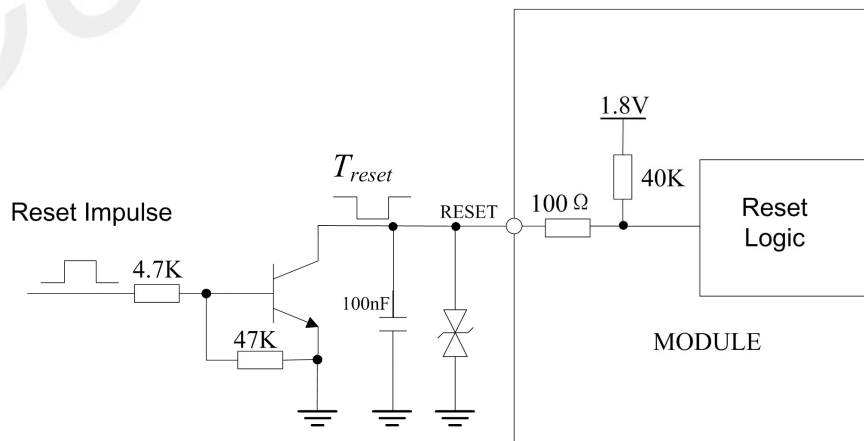 1.8V
T_reset
40K
RESET
100 Ω
Reset Impulse
Reset
Logic
4.7K
100nF
47K
MODULE